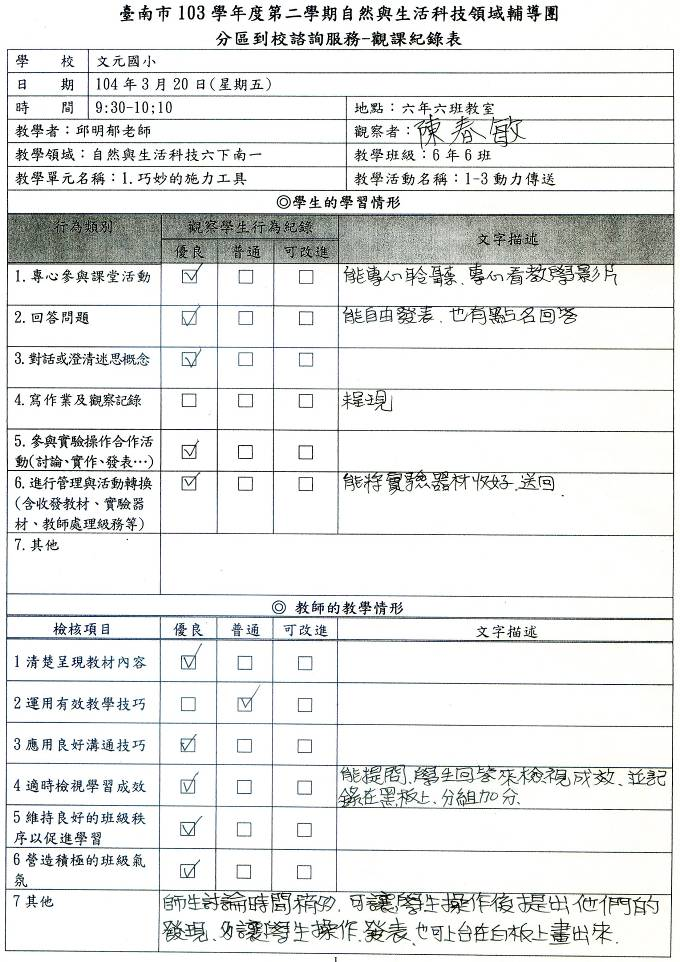 臺南市 103 學年度第二學期自然與生活科技領域輔導團
分區到校諮詢服務-觀課紀錄表
學 校 文元國小
日 期 104 年 3 月 20 日(星期五)
時 間 9:30-10:10 地點:六年六班教室
教學者:邱明郁老師 觀察者:陳春敏
教學領域:自然與生活科技六下南一 教學班級:6 年 6 班
教學單元名稱:1.巧妙的施力工具 教學活動名稱:1-3 動力傳送
◎學生的學習情形
行為類別 觀察學生行為紀錄 文字描述
優良 普通 可改進
1.專心參與課堂活動 ☑ □ □ 能專心聆聽、專心看教學影片
2.回答問題 ☑ □ □ 能自由發表、也有點名回答
3.對話或澄清迷思概念 ☑ □ □
4.寫作業及觀察記錄 □ □ □ 現
5.參與實驗操作合作活
動(討論、實作、發表…) ☑ □ □
6.進行管理與活動轉換 ☑ □ □ 能將實驗器材收好、送回.
(含收發教材、實驗器
材、教師處理級務等)
7.其他
◎ 教師的教學情形
檢核項目 優良 普通 可改進 文字描述
1 清楚呈現教材內容 ☑ □ □
2 運用有效教學技巧 □ ☑ □
3 應用良好溝通技巧 ☑ □ □
4 適時檢視學習成效 ☑ □ □ 能提問、學生回答來檢視成效、並記
錄在黑板上、分組加分.
5 維持良好的班級秩
序以促進學習 ☑ □ □
6 營造積極的班級氣
氛 ☑ □ □
7 其他 師生討論時間稍多、可讓學生操作後提出他們的
發現、多讓學生操作、發表、也可上台在白板上畫出來.
1